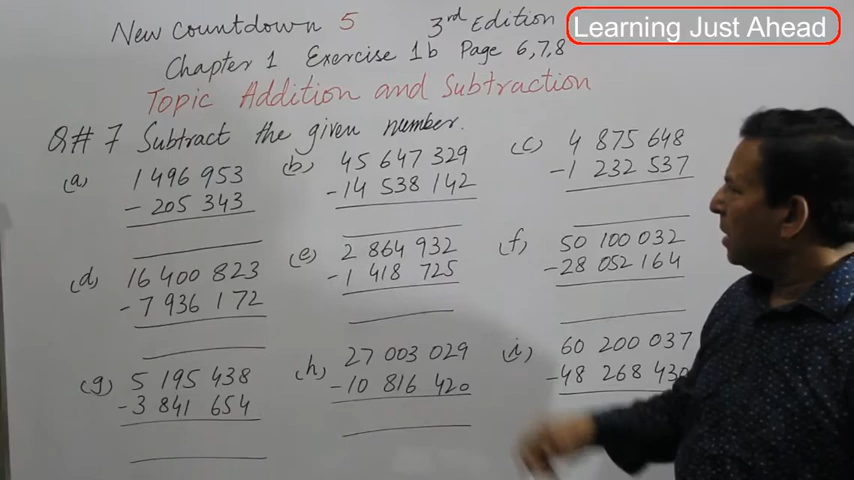 New Countdown 5 3rd Edition
Learning Just Ahead
Chapter 1 Exercise 1b Page 6,7,8
Topic Addition and Subtraction
Q#7 Subtract the given number.
(a) 1 496 953
- 205 343
(b) 45 647 329
-14 538 142
(c) 4 875 648
-1 232 537
(d) 16 400 823
-7 936 172
(e) 2 864 932
-1 418 725
(f) 50 100 032
-28 052 164
(g) 5 195 438
-3 841 654
(h) 27 003 029
-10 816 420
(i) 60 200 037
-48 268 430